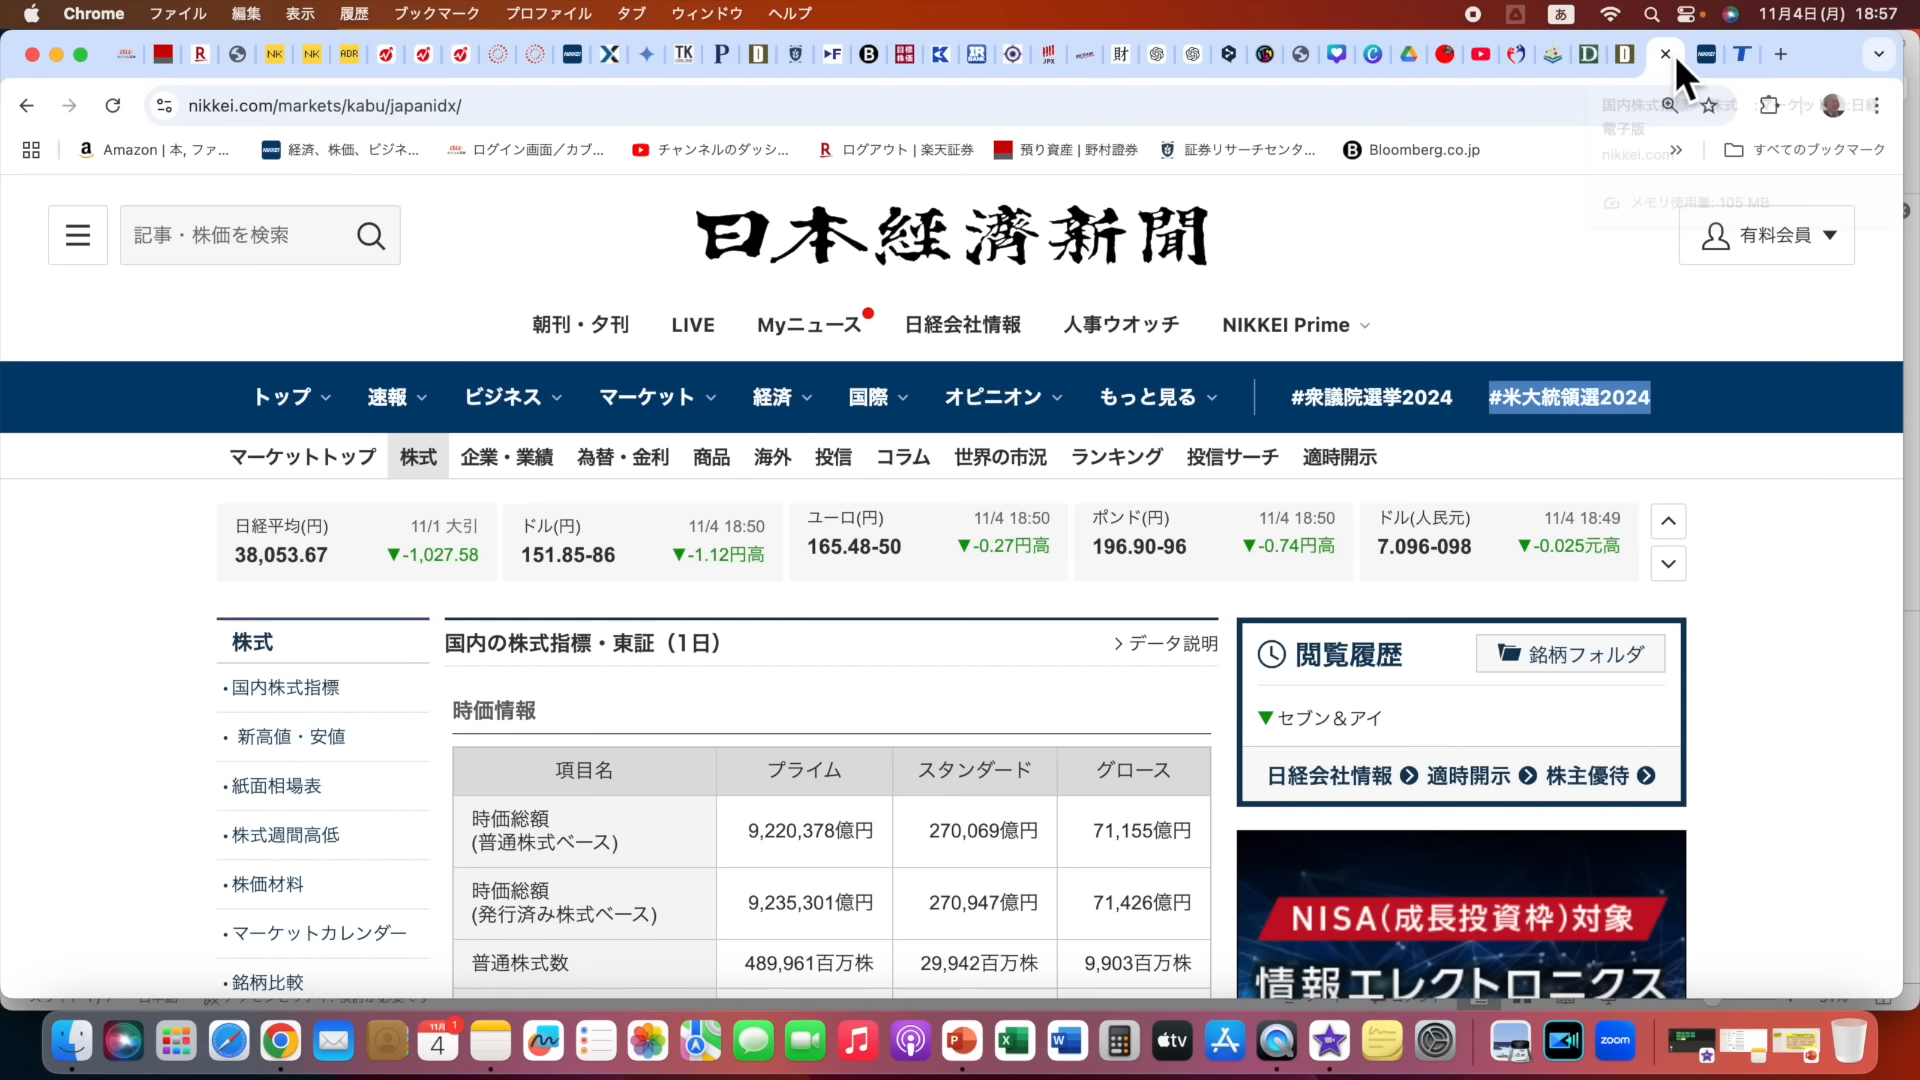 Chrome ファイル 編集 表示 履歴 ブックマーク プロファイル タブ ウィンドウ ヘルプ あ 11月4日(月) 18:57
nikkei.com/markets/kabu/japanidx/
Amazon | 本, ファ... 経済、株価、ビジネ... ログイン画面／カブ... チャンネルのダッシ... ログアウト | 楽天証券 預り資産 | 野村證券 証券リサーチセンタ... Bloomberg.co.jp すべてのブックマーク
電子版
nikkei.com
メモリ使用量: 105 MB
記事・株価を検索
日本経済新聞
有料会員
朝刊・夕刊 LIVE Myニュース 日経会社情報 人事ウオッチ NIKKEI Prime
トップ 速報 ビジネス マーケット 経済 国際 オピニオン もっと見る #衆議院選挙2024 #米大統領選2024
マーケットトップ 株式 企業・業績 為替・金利 商品 海外 投信 コラム 世界の市況 ランキング 投信サーチ 適時開示
日経平均(円) 11/1 大引
38,053.67 ▼-1,027.58
ドル(円) 11/4 18:50
151.85-86 ▼-1.12円高
ユーロ(円) 11/4 18:50
165.48-50 ▼-0.27円高
ポンド(円) 11/4 18:50
196.90-96 ▼-0.74円高
ドル(人民元) 11/4 18:49
7.096-098 ▼-0.025元高
株式
・国内株式指標
・新高値・安値
・紙面相場表
・株式週間高低
・株価材料
・マーケットカレンダー
・銘柄比較
国内の株式指標・東証（1日） データ説明
時価情報
項目名 プライム スタンダード グロース
時価総額
(普通株式ベース) 9,220,378億円 270,069億円 71,155億円
時価総額
(発行済み株式ベース) 9,235,301億円 270,947億円 71,426億円
普通株式数 489,961百万株 29,942百万株 9,903百万株
閲覧履歴 銘柄フォルダ
▼セブン＆アイ
日経会社情報 適時開示 株主優待
NISA(成長投資枠)対象
情報エレクトロニクス
11月 1
4
tv
zoom